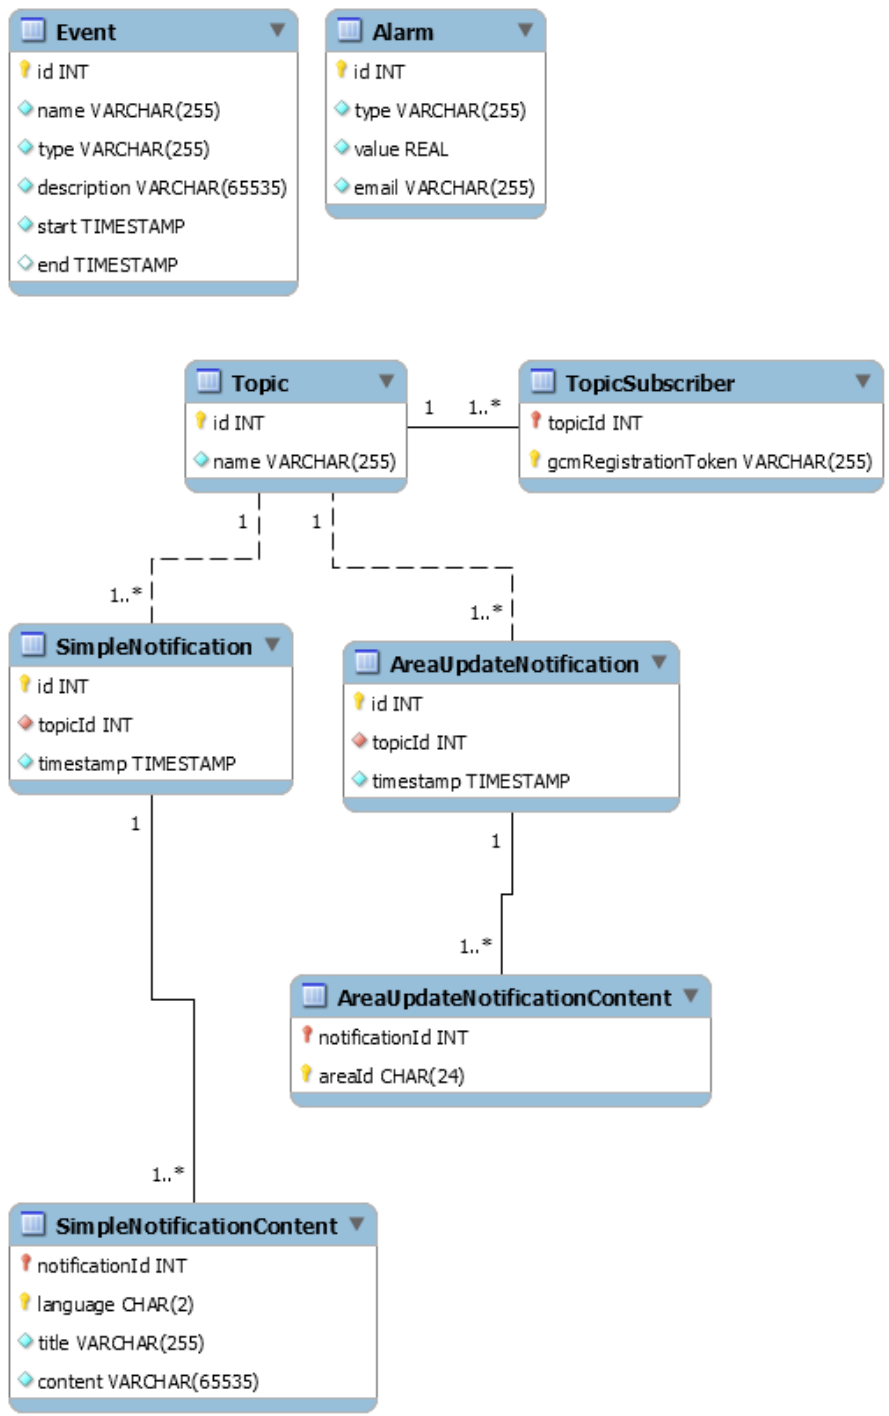 Event
id INT
name VARCHAR(255)
type VARCHAR(255)
description VARCHAR(65535)
start TIMESTAMP
end TIMESTAMP
Alarm
id INT
type VARCHAR(255)
value REAL
email VARCHAR(255)
Topic
id INT
name VARCHAR(255)
1 1..*
TopicSubscriber
topicId INT
gcmRegistrationToken VARCHAR(255)
1 1
1..* 1..*
SimpleNotification
id INT
topicId INT
timestamp TIMESTAMP
AreaUpdateNotification
id INT
topicId INT
timestamp TIMESTAMP
1 1
1..*
AreaUpdateNotificationContent
notificationId INT
areaId CHAR(24)
1..*
SimpleNotificationContent
notificationId INT
language CHAR(2)
title VARCHAR(255)
content VARCHAR(65535)